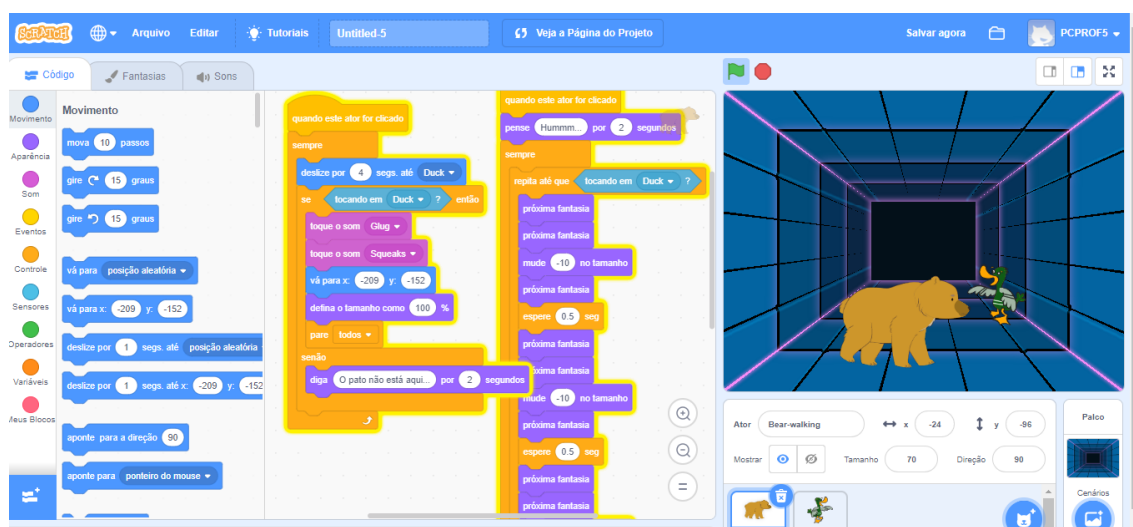 SCRATCH Arquivo Editar Tutoriais Untitled-5 Veja a Página do Projeto Salvar agora PCPROF5
Código Fantasias Sons
Movimento
Aparência
Som
Eventos
Controle
Sensores
Operadores
Variáveis
Meus Blocos
Movimento
mova 10 passos
gire 15 graus
gire 15 graus
vá para posição aleatória
vá para x: -209 y: -152
deslize por 1 segs. até posição aleatória
deslize por 1 segs. até x: -209 y: -152
aponte para a direção 90
aponte para ponteiro do mouse
quando este ator for clicado
sempre
deslize por 4 segs. até Duck
se tocando em Duck ? então
toque o som Glug
toque o som Squeaks
vá para x: -209 y: -152
defina o tamanho como 100 %
pare todos
senão
diga O pato não está aqui... por 2 segundos
quando este ator for clicado
pense Hummm... por 2 segundos
sempre
repita até que tocando em Duck ?
próxima fantasia
próxima fantasia
mude -10 no tamanho
próxima fantasia
espere 0.5 seg
próxima fantasia
próxima fantasia
mude -10 no tamanho
próxima fantasia
espere 0.5 seg
próxima fantasia
próxima fantasia
Ator Bear-walking x -24 y -96
Mostrar Tamanho 70 Direção 90
Palco
Cenários